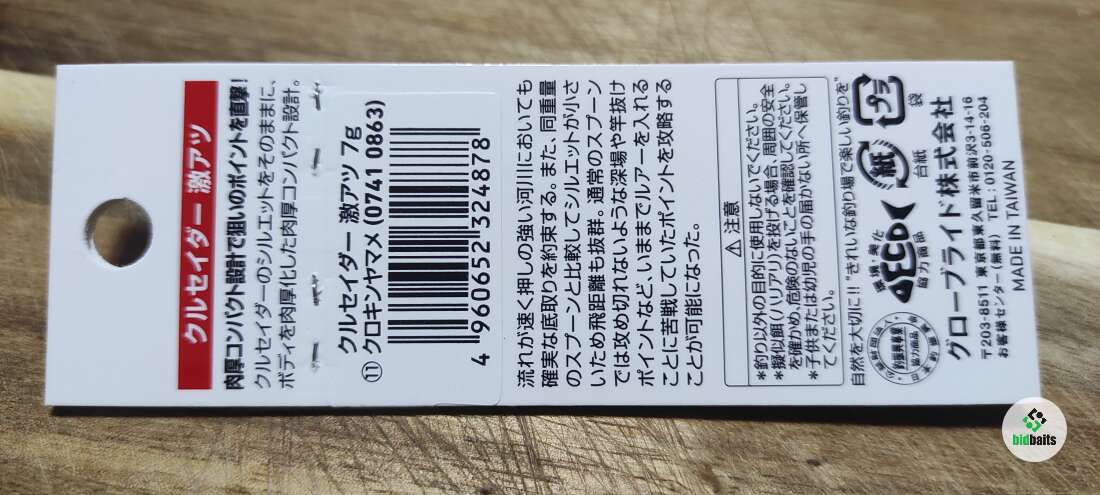 クルセイダー 激アツ
肉厚コンパクト設計で狙いのポイントを直撃!
クルセイダーのシルエットをそのままに、
ボディを肉厚化した肉厚コンパクト設計。
クルセイダー 激アツ 7g
⑪ クロキンヤマメ (0741 0863)
4 960652 324878
流れが速く押しの強い河川においても
確実な底取りを約束する。また、同重量
のスプーンと比較してシルエットが小さ
いため飛距離も抜群。通常のスプーン
では攻め切れないような深場や竿抜け
ポイントなど、いままでルアーを入れる
ことに苦戦していたポイントを攻略する
ことが可能になった。
⚠ 注意
*釣り以外の目的に使用しないでください。
*擬似餌(ハリアリ)を投げる場合、周囲の安全
を確かめ、危険のないことを確認してください。
*子供または幼児の手の届かない所へ保管し
てください。
自然を大切に!! "きれいな釣り場で楽しい釣りを"
釣振興事業
協力商品
環境・美化
ECO
協力商品
紙
台紙
プラ
袋
グローブライド株式会社
〒203-8511 東京都東久留米市前沢3-14-16
お客様センター(無料) TEL:0120-506-204
MADE IN TAIWAN
bidbaits